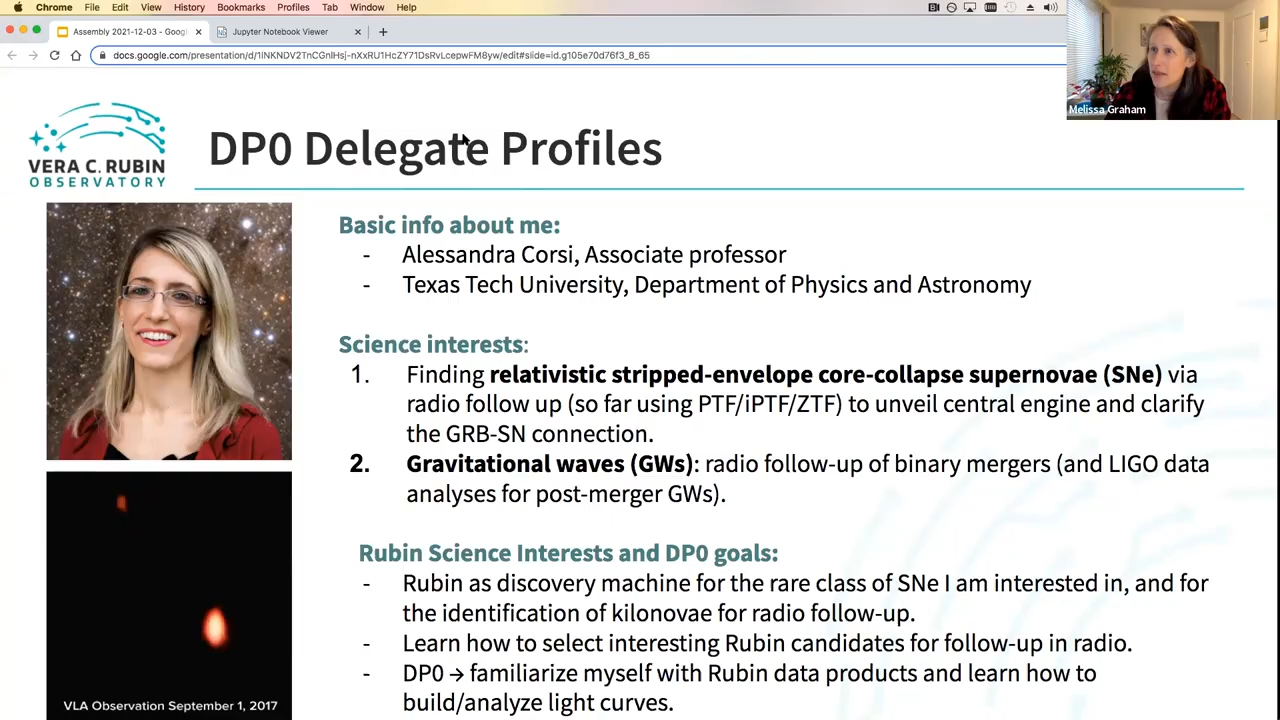 Chrome File Edit View History Bookmarks Profiles Tab Window Help
Assembly 2021-12-03 - Goog
Jupyter Notebook Viewer
docs.google.com/presentation/d/1INKNDV2TnCGnlHsj-nXxRU1HcZY71DsRvLcepwFM8yw/edit#slide=id.g105e70d76f3_8_65
Melissa Graham
VERA C. RUBIN
OBSERVATORY
DP0 Delegate Profiles
Basic info about me:
- Alessandra Corsi, Associate professor
- Texas Tech University, Department of Physics and Astronomy
Science interests:
1. Finding relativistic stripped-envelope core-collapse supernovae (SNe) via
radio follow up (so far using PTF/iPTF/ZTF) to unveil central engine and clarify
the GRB-SN connection.
2. Gravitational waves (GWs): radio follow-up of binary mergers (and LIGO data
analyses for post-merger GWs).
Rubin Science Interests and DP0 goals:
- Rubin as discovery machine for the rare class of SNe I am interested in, and for
the identification of kilonovae for radio follow-up.
- Learn how to select interesting Rubin candidates for follow-up in radio.
- DP0 → familiarize myself with Rubin data products and learn how to
build/analyze light curves.
VLA Observation September 1, 2017